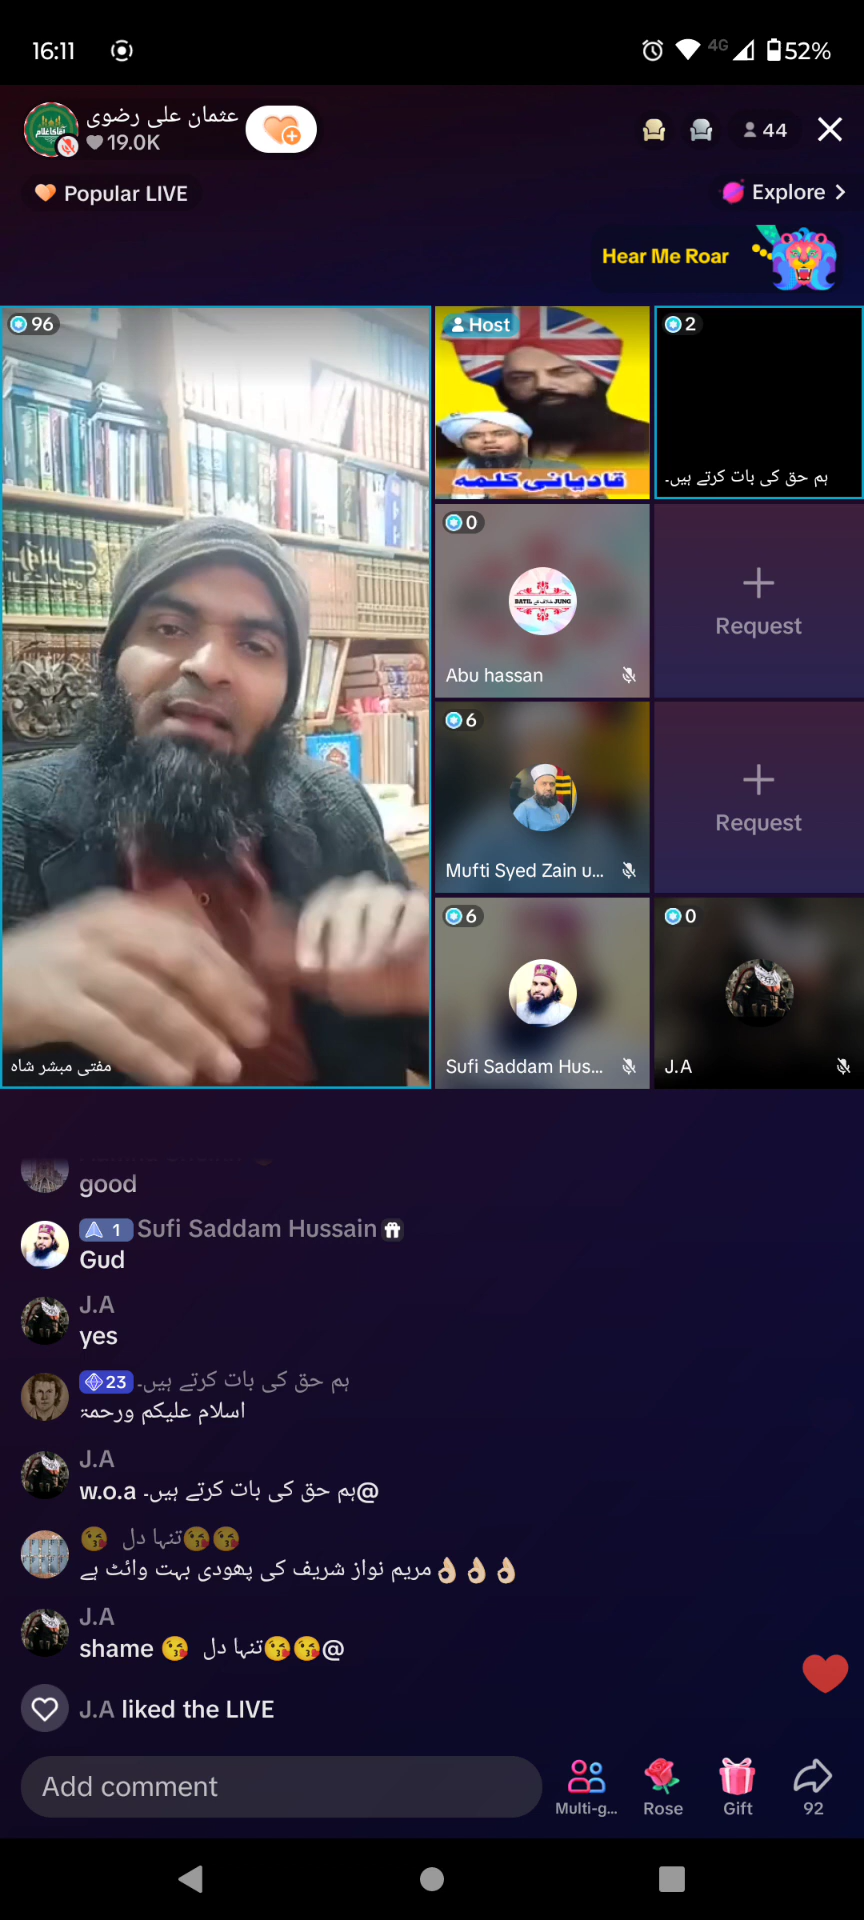 16:11
4G
52%
عثمان علی رضوی
19.0K
44
Popular LIVE
Explore
Hear Me Roar
96
Host
2
قادیانی کلمہ
ہم حق کی بات کرتے ہیں۔
0
BATIL
JUNG
Abu hassan
Request
6
Mufti Syed Zain u...
Request
6
Sufi Saddam Hus...
0
J.A
مفتی مبشر شاہ
good
1 Sufi Saddam Hussain
Gud
J.A
yes
23 ہم حق کی بات کرتے ہیں۔
اسلام علیکم ورحمۃ
J.A
@ہم حق کی بات کرتے ہیں۔ w.o.a
😘😘تنہا دل 😘
مریم نواز شریف کی پھودی بہت وائٹ ہے👌🏼👌🏼👌🏼
J.A
@😘😘تنہا دل 😘 shame
J.A liked the LIVE
Add comment
Multi-g...
Rose
Gift
92